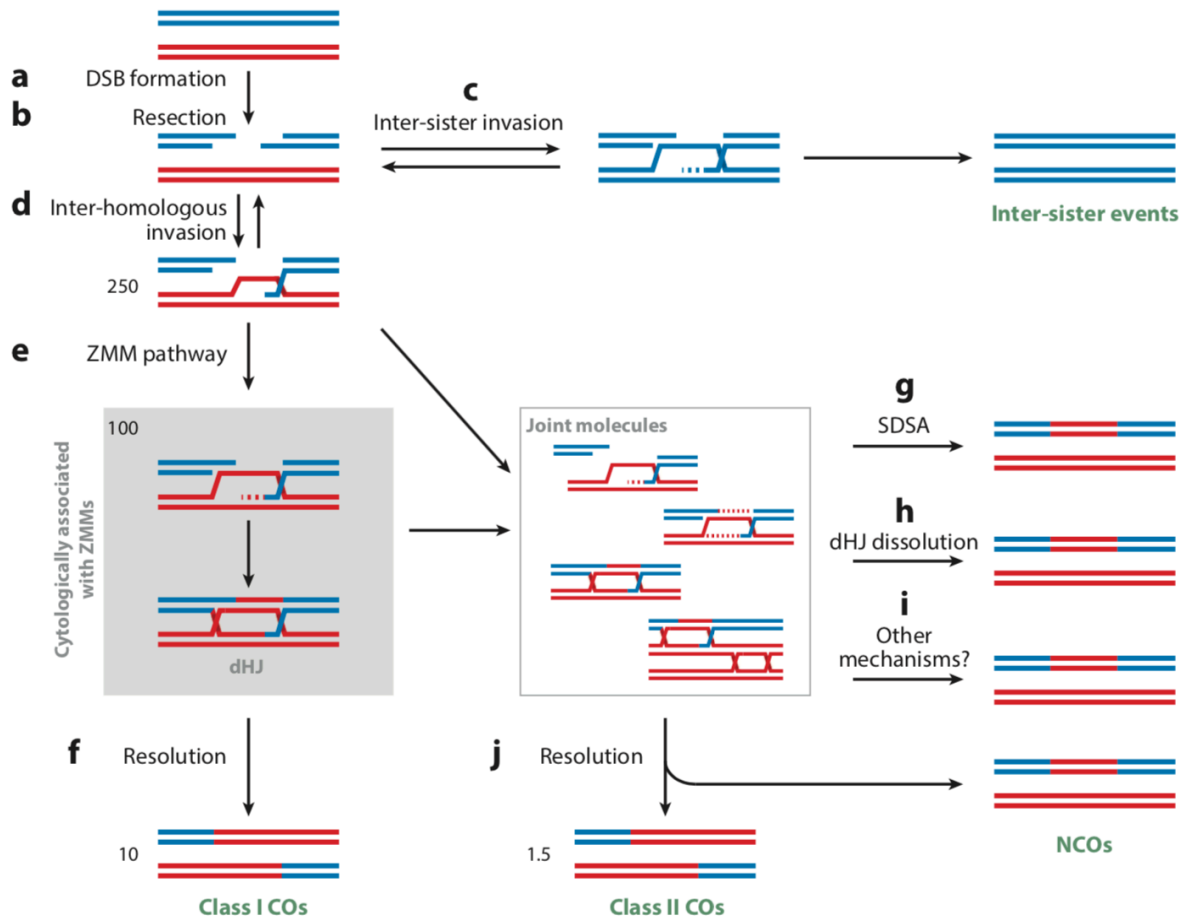 a
DSB formation
b
Resection
c
Inter-sister invasion
Inter-sister events
d
Inter-homologous
invasion
250
e
ZMM pathway
Cytologically associated
with ZMMs
100
dHJ
Joint molecules
g
SDSA
h
dHJ dissolution
i
Other
mechanisms?
f
Resolution
j
Resolution
10
Class I COs
1.5
Class II COs
NCOs